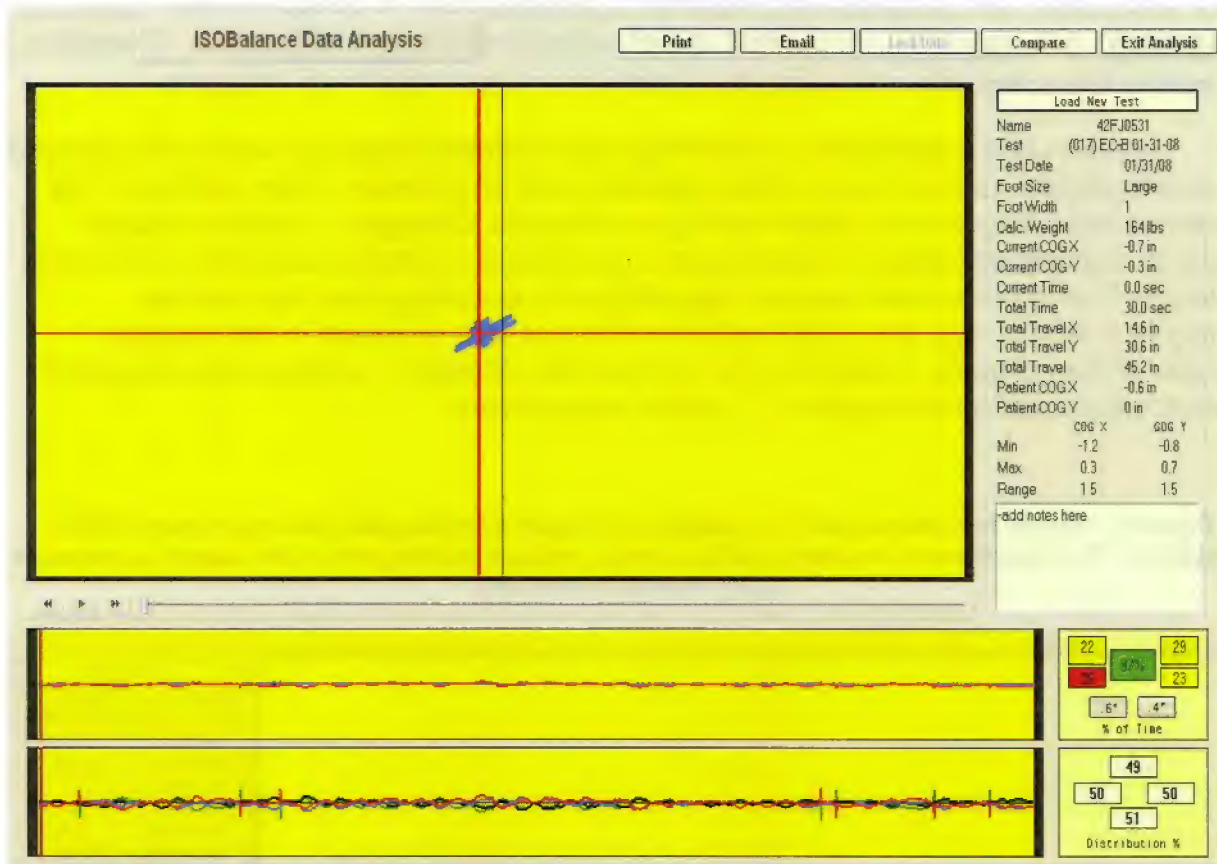 ISOBalance Data Analysis
Print Email Compare Exit Analysis
Load New Test
Name 42FJ0531
Test (017) EC-B 01-31-08
Test Date 01/31/08
Foot Size Large
Foot Width 1
Calc. Weight 164 lbs
Current COG X -0.7 in
Current COG Y -0.3 in
Current Time 0.0 sec
Total Time 30.0 sec
Total Travel X 14.6 in
Total Travel Y 30.6 in
Total Travel 45.2 in
Patient COG X -0.6 in
Patient COG Y 0 in
COG X COG Y
Min -1.2 -0.8
Max 0.3 0.7
Range 1.5 1.5
-add notes here
22 29
23
.6" .4"
% of Time
49
50 50
51
Distribution %